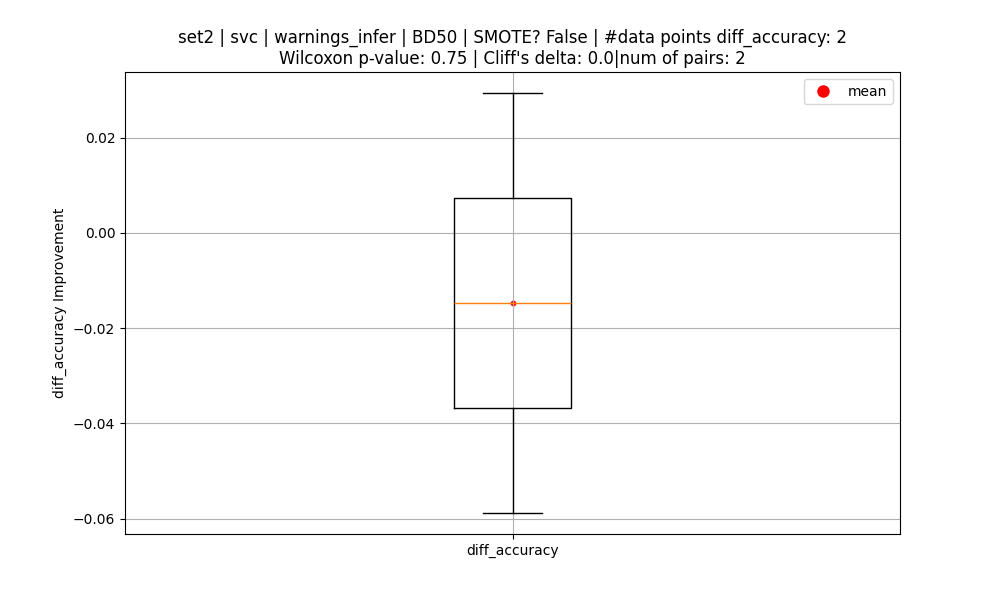 set2 | svc | warnings_infer | BD50 | SMOTE? False | #data points diff_accuracy: 2
Wilcoxon p-value: 0.75 | Cliff's delta: 0.0|num of pairs: 2
mean
0.02
0.00
−0.02
−0.04
−0.06
diff_accuracy Improvement
diff_accuracy